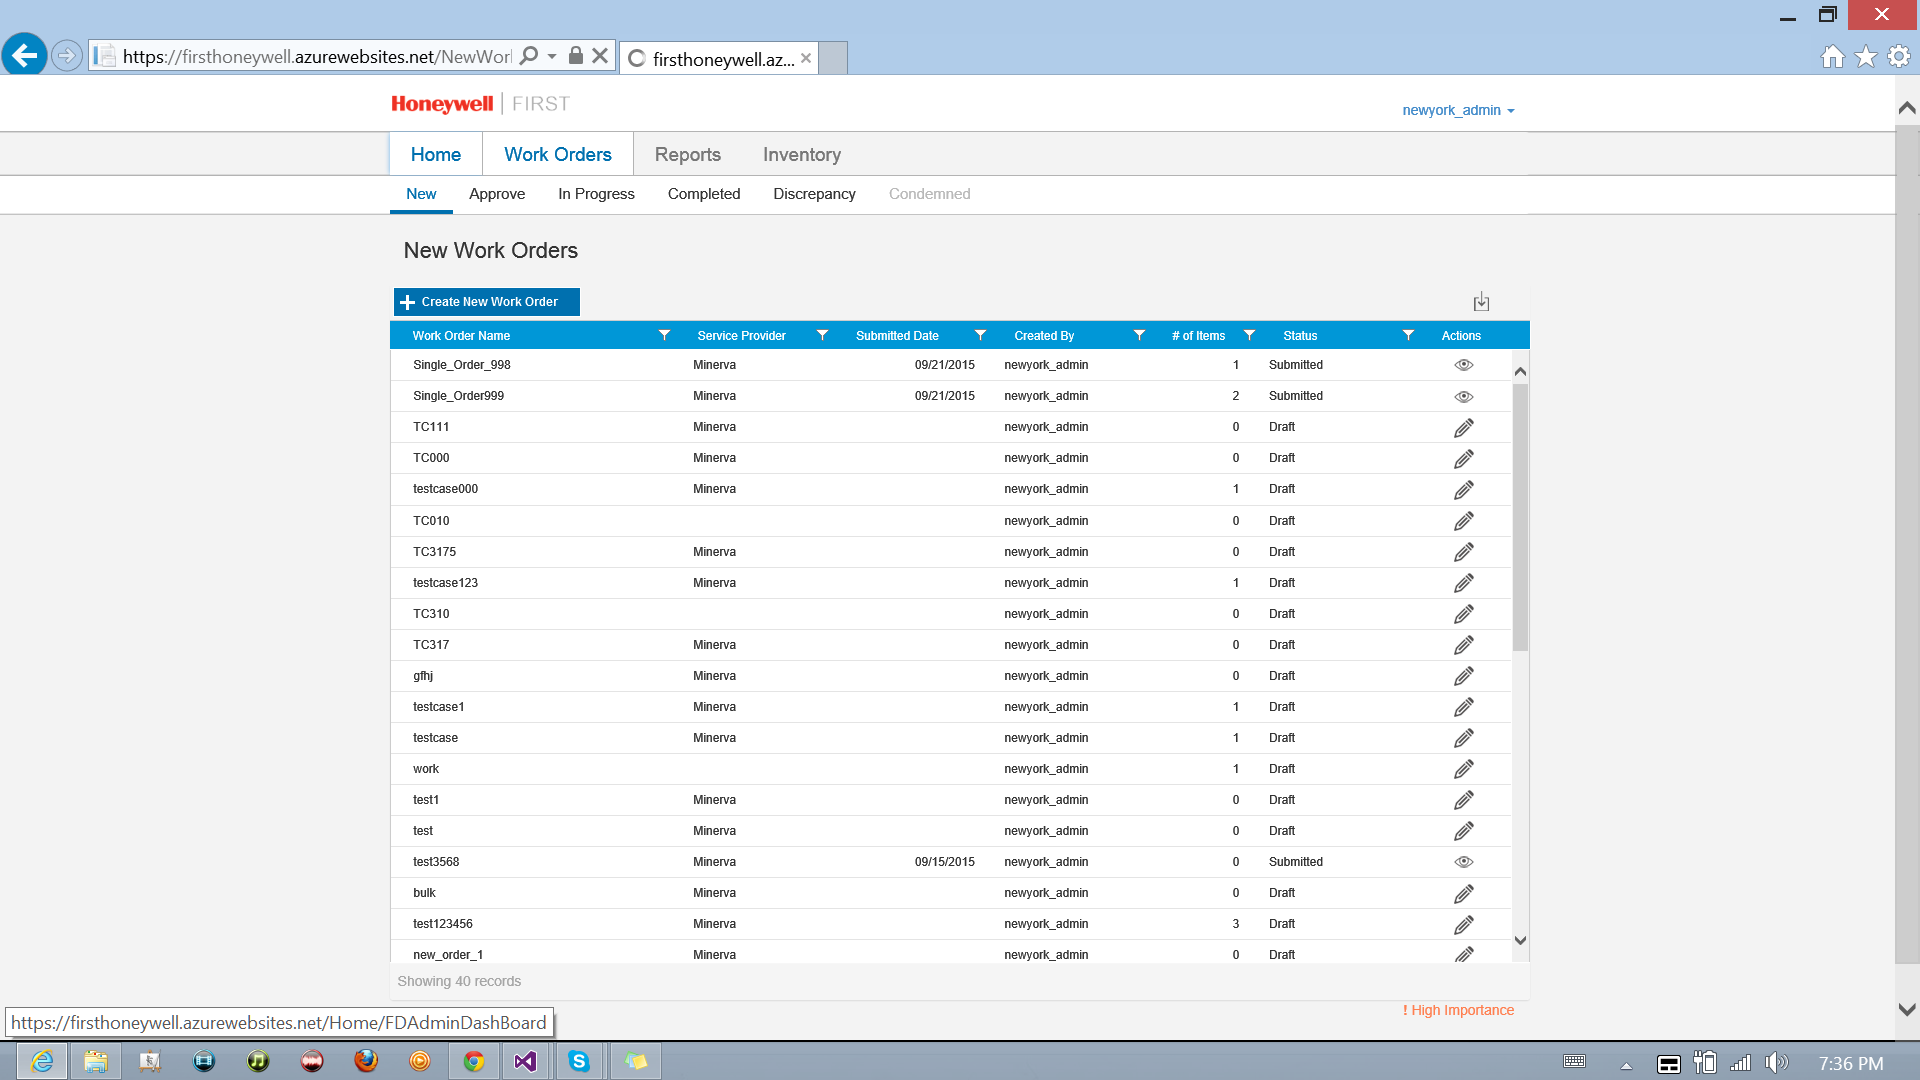 https://firsthoneywell.azurewebsites.net/NewWor
firsthoneywell.az...
Honeywell | FIRST
newyork_admin
Home Work Orders Reports Inventory
New Approve In Progress Completed Discrepancy Condemned
New Work Orders
Create New Work Order
Work Order Name Service Provider Submitted Date Created By # of Items Status Actions
Single_Order_998 Minerva 09/21/2015 newyork_admin 1 Submitted
Single_Order999 Minerva 09/21/2015 newyork_admin 2 Submitted
TC111 Minerva newyork_admin 0 Draft
TC000 Minerva newyork_admin 0 Draft
testcase000 Minerva newyork_admin 1 Draft
TC010 newyork_admin 0 Draft
TC3175 Minerva newyork_admin 0 Draft
testcase123 Minerva newyork_admin 1 Draft
TC310 newyork_admin 0 Draft
TC317 Minerva newyork_admin 0 Draft
gfhj Minerva newyork_admin 0 Draft
testcase1 Minerva newyork_admin 1 Draft
testcase Minerva newyork_admin 1 Draft
work newyork_admin 1 Draft
test1 Minerva newyork_admin 0 Draft
test Minerva newyork_admin 0 Draft
test3568 Minerva 09/15/2015 newyork_admin 0 Submitted
bulk Minerva newyork_admin 0 Draft
test123456 Minerva newyork_admin 3 Draft
new_order_1 Minerva newyork_admin 0 Draft
Showing 40 records
! High Importance
https://firsthoneywell.azurewebsites.net/Home/FDAdminDashBoard
7:36 PM